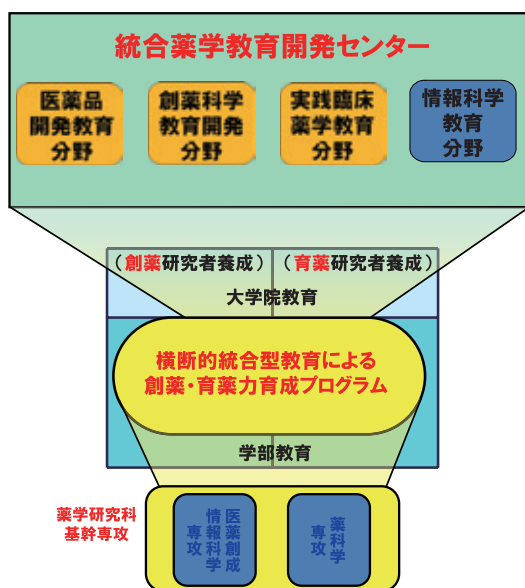 統合薬学教育開発センター
医薬品
開発教育
分野
創薬科学
教育開発
分野
実践臨床
薬学教育
分野
情報科学
教育
分野
（創薬研究者養成）（育薬研究者養成）
大学院教育
横断的統合型教育による
創薬・育薬力育成プログラム
学部教育
薬学研究科
基幹専攻
医薬創成
情報科学
専攻
薬科学
専攻